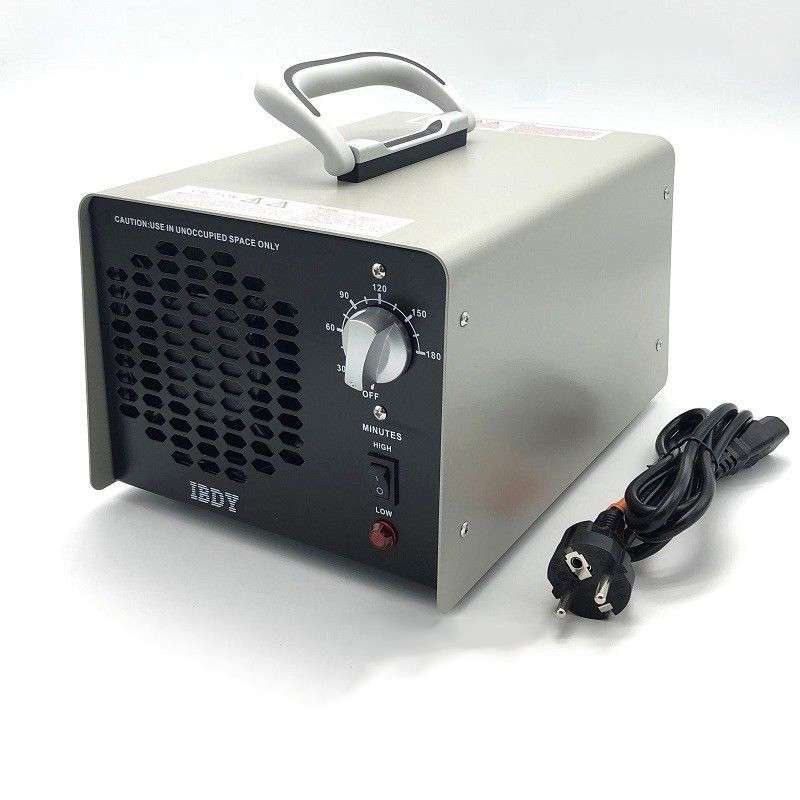 CAUTION:USE IN UNOCCUPIED SPACE ONLY
120
90
150
60
180
30
OFF
MINUTES
HIGH
LOW
IBDY